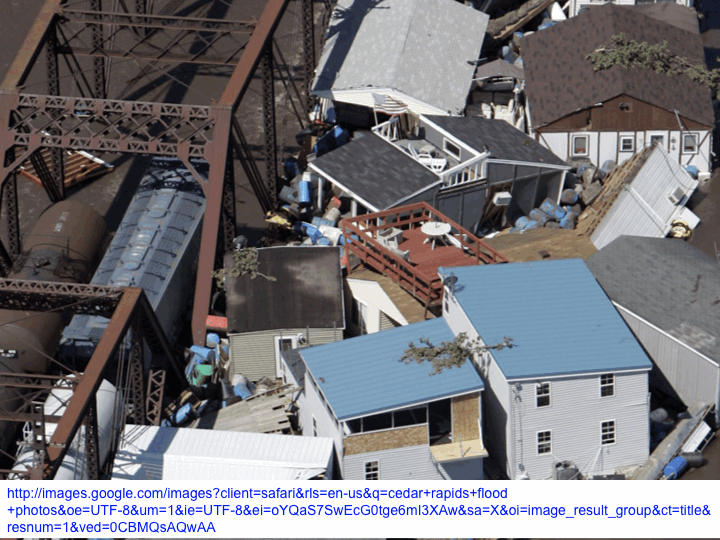 http://images.google.com/images?client=safari&rls=en-us&q=cedar+rapids+flood
+photos&oe=UTF-8&um=1&ie=UTF-8&ei=oYQaS7SwEcG0tge6mI3XAw&sa=X&oi=image_result_group&ct=title&
resnum=1&ved=0CBMQsAQwAA